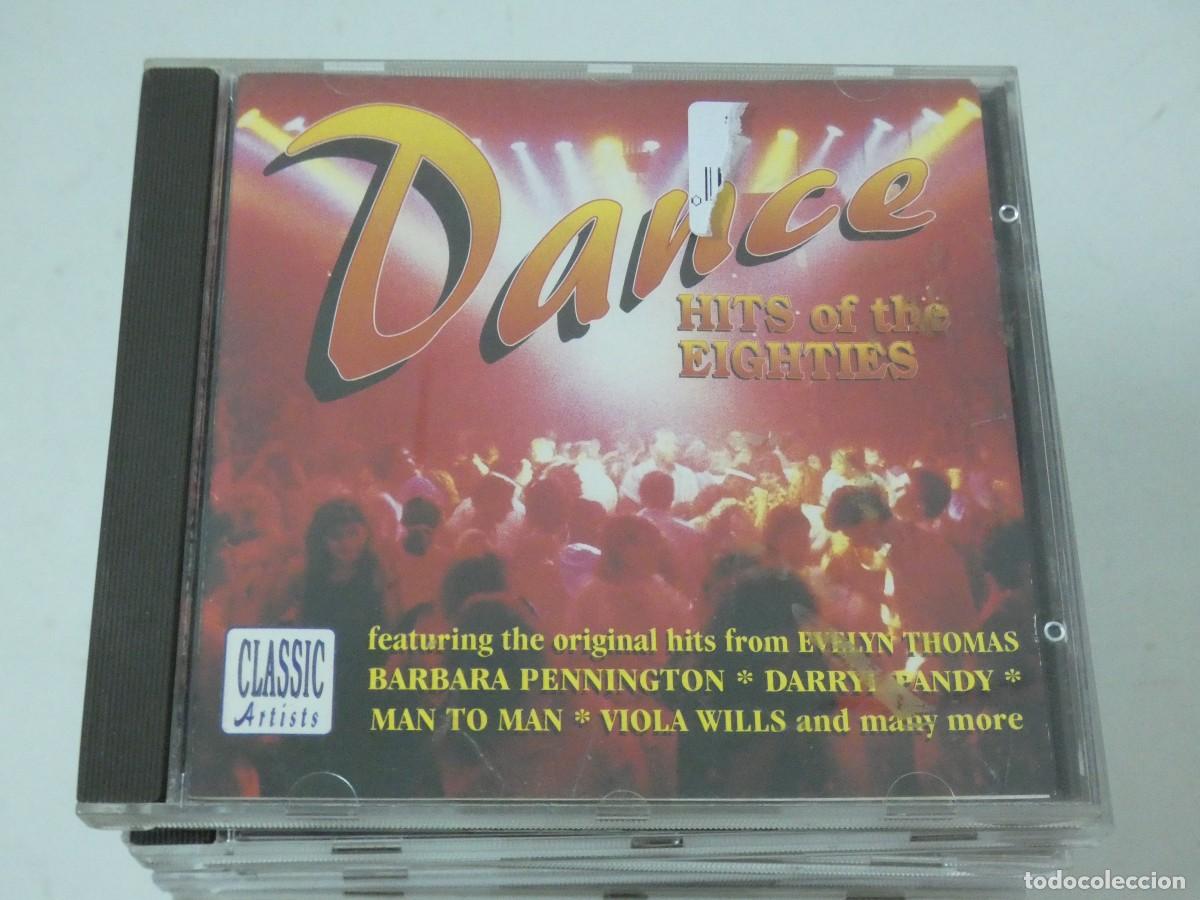 Dance
HITS of the
EIGHTIES
featuring the original hits from EVELYN THOMAS
BARBARA PENNINGTON * DARRYL PANDY *
MAN TO MAN * VIOLA WILLS and many more
CLASSIC
Artists
todocoleccion